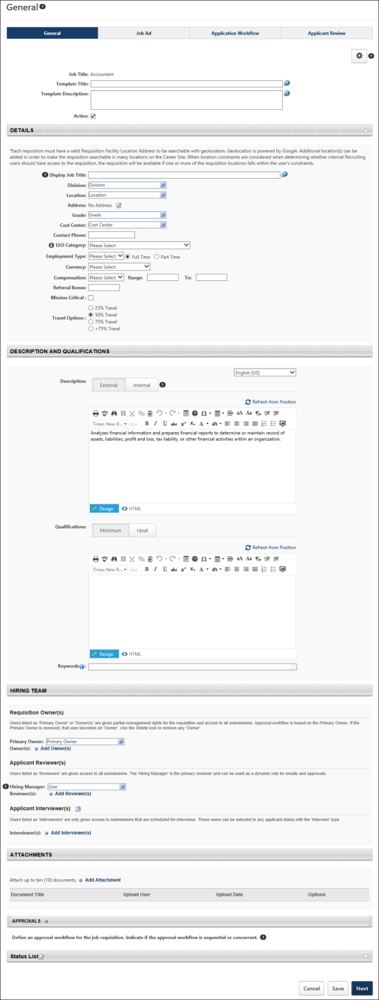 General
General Job Ad Application Workflow Applicant Review
Job Title: Accountant
Template Title:
Template Description:
Active:
DETAILS
*Each requisition must have a valid Requisition Facility Location Address to be searchable with geolocation. Geolocation is powered by Google. Additional location(s) can be
added in order to make the requisition searchable in many locations on the Career Site. When location constraints are considered when determining whether internal Recruiting
users should have access to the requisition, the requisition will be available if one or more of the requisition locations falls within the user's constraints.
Display Job Title:
Division: Division
Location: Location
Address: No Address
Grade: Grade
Cost Center: Cost Center
Contact Phone:
EEO Category: Please Select
Employment Type: Please Select Full Time Part Time
Currency: Please Select
Compensation: Please Select Range: To:
Referral Bonus:
Mission Critical :
Travel Options :
25% Travel
50% Travel
75% Travel
>75% Travel
DESCRIPTION AND QUALIFICATIONS
English (US)
Description: External Internal
Refresh from Position
Times New R... Size B I U abc x² x₂ A
Analyzes financial information and prepares financial reports to determine or maintain record of
assets, liabilities, profit and loss, tax liability, or other financial activities within an organization.
Design HTML
Qualifications: Minimum Ideal
Refresh from Position
Times New R... Size B I U abc x² x₂ A
Design HTML
Keywords :
HIRING TEAM
Requisition Owner(s)
Users listed as 'Primary Owner' or 'Owner(s)' are given partial management rights for the requisition and access to all submissions. Approval workflow is based on the Primary Owner. If the
Primary Owner is removed, that user becomes an 'Owner'. Use the Delete icon to remove any 'Owner'.
Primary Owner: Primary Owner
Owner(s): Add Owner(s)
Applicant Reviewer(s)
Users listed as 'Reviewers' are given access to all submissions. The 'Hiring Manager' is the primary reviewer and can be used as a dynamic role for emails and approvals.
Hiring Manager: User
Reviewer(s): Add Reviewer(s)
Applicant Interviewer(s)
Users listed as 'Interviewers' are only given access to submissions that are scheduled for interviews. These users can be selected in any applicant status with the 'Interview' type.
Interviewer(s): Add Interviewer(s)
ATTACHMENTS
Attach up to ten (10) documents. Add Attachment
Document Title Upload User Upload Date Options
APPROVALS
Define an approval workflow for the job requisition. Indicate if the approval workflow is sequential or concurrent.
Status List
Cancel Save Next